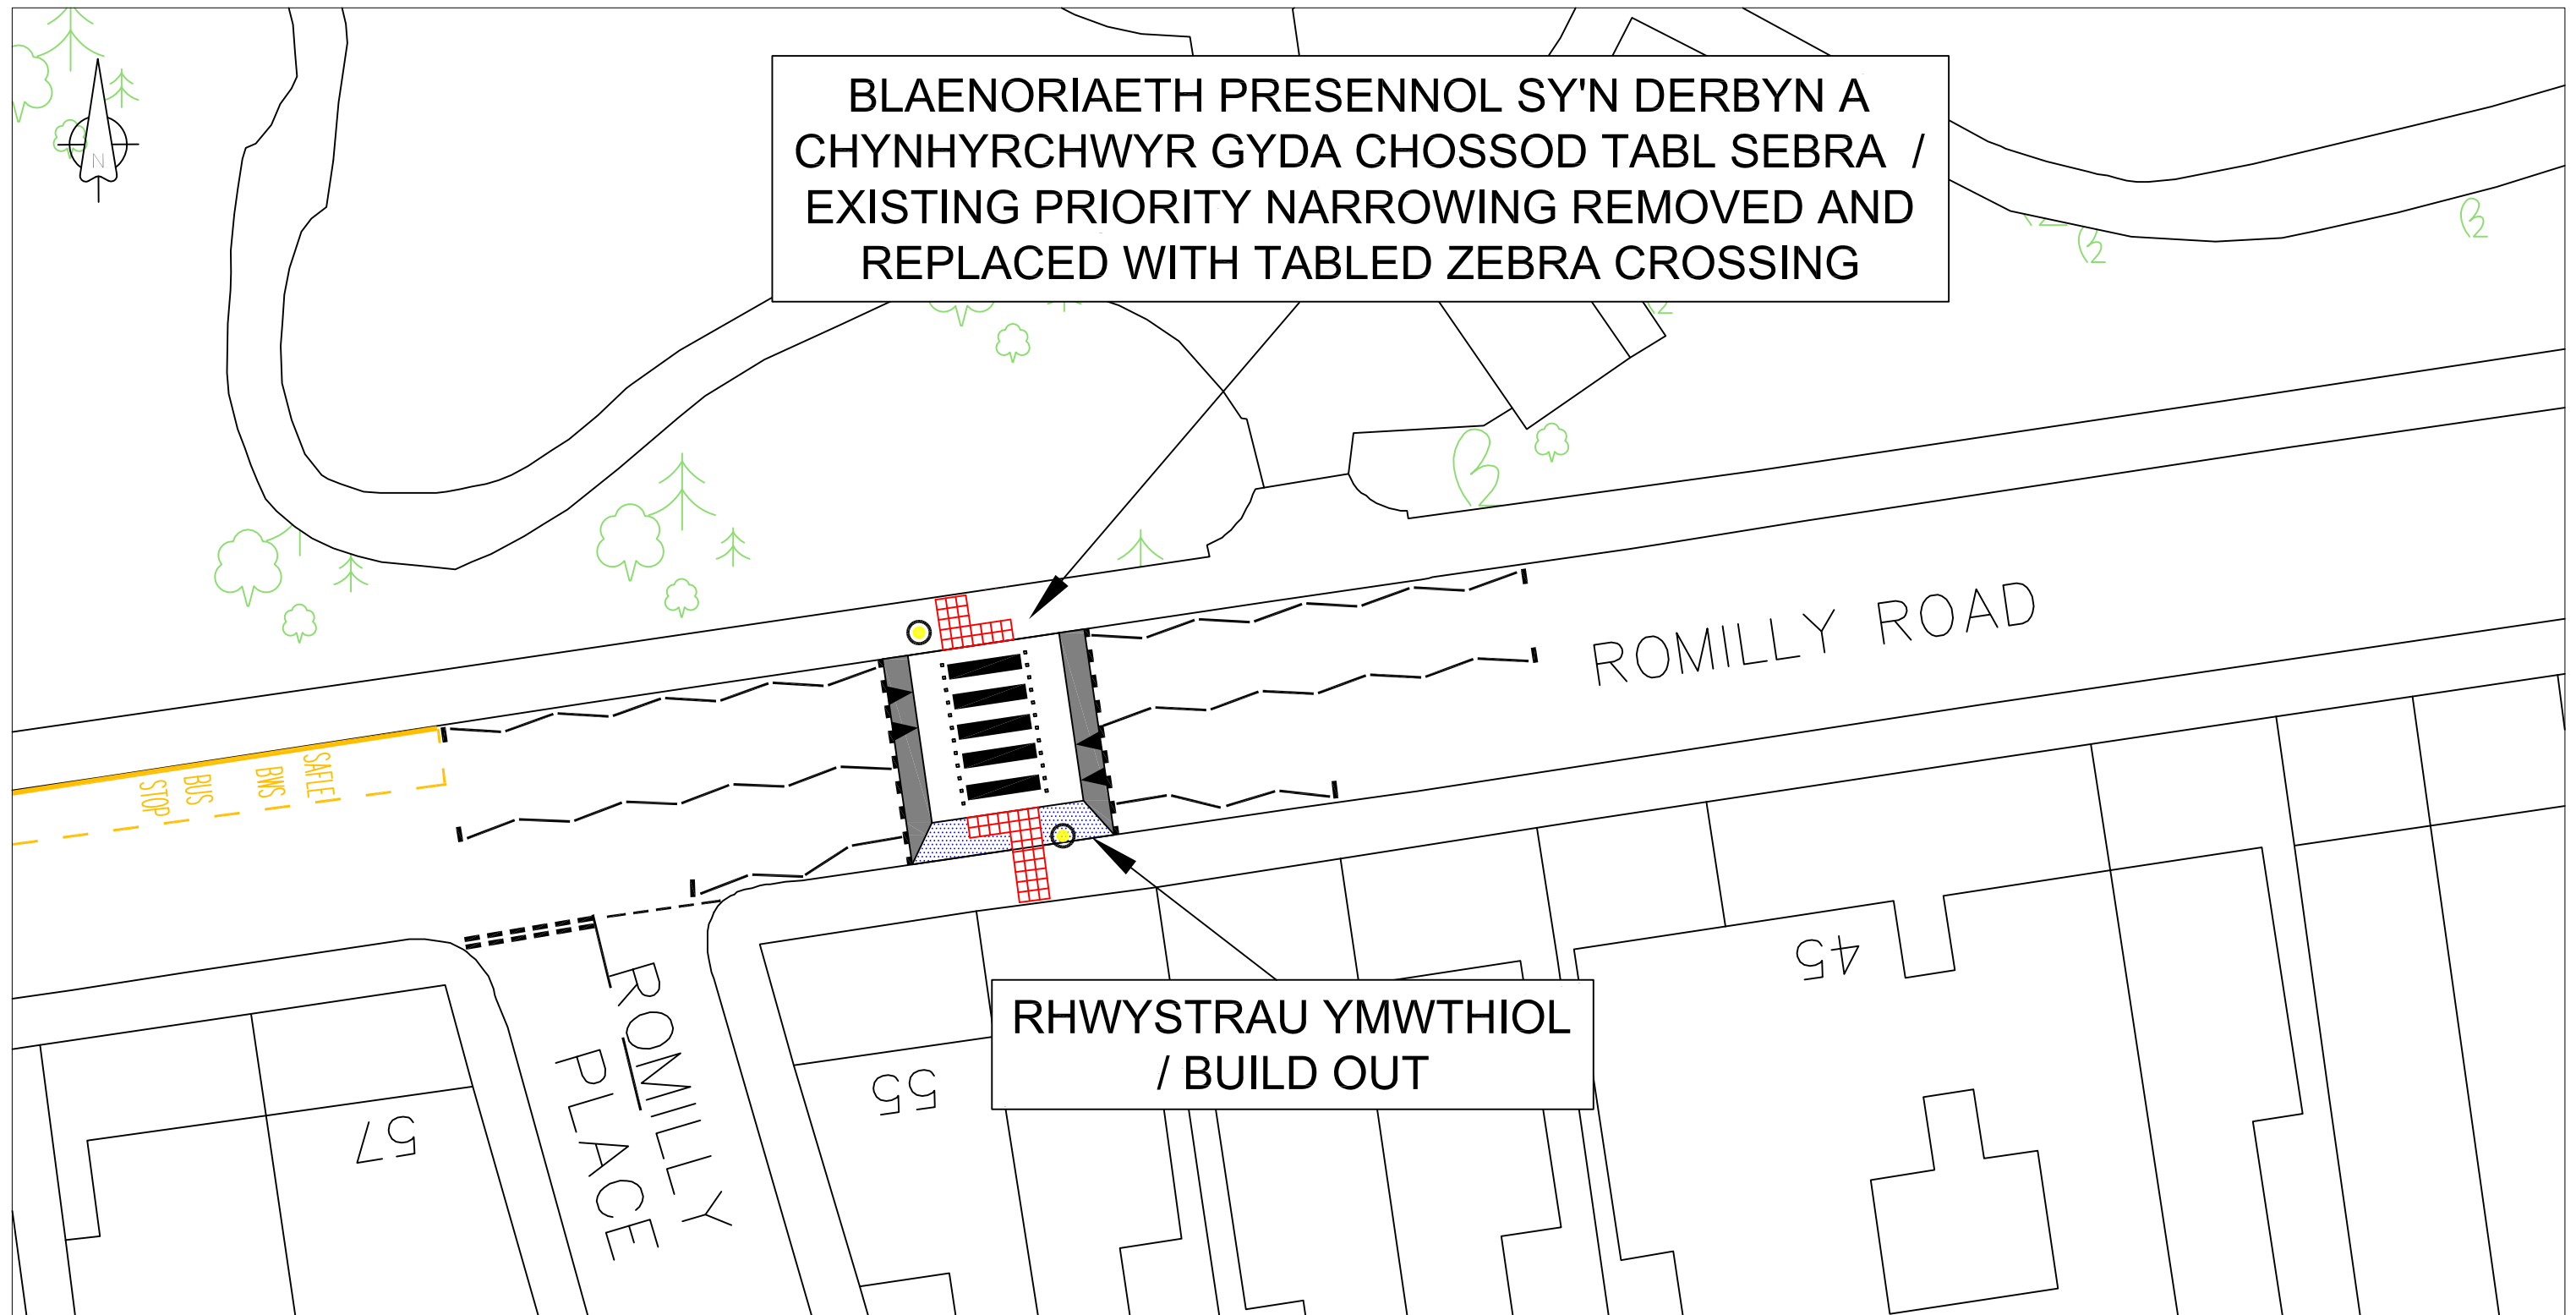 BLAENORIAETH PRESENNOL SY'N DERBYN A
CHYNHYRCHWYR GYDA CHOSSOD TABL SEBRA /
EXISTING PRIORITY NARROWING REMOVED AND
REPLACED WITH TABLED ZEBRA CROSSING
N
ROMILLY ROAD
SAFLE
BWS
BUS
STOP
45
RHWYSTRAU YMWTHIOL
/ BUILD OUT
55
57
ROMILLY
PLACE